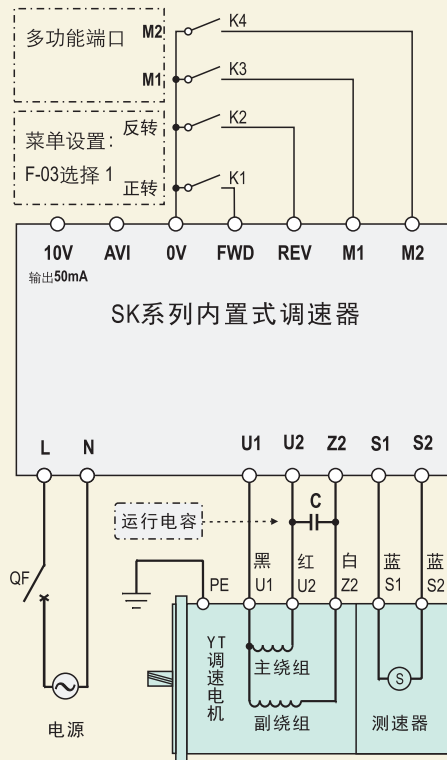 多功能端口
M2
K4
M1
K3
菜单设置：
反转
K2
F-03选择 1
正转
K1
10V AVI 0V FWD REV M1 M2
输出50mA
SK系列内置式调速器
L N U1 U2 Z2 S1 S2
运行电容
C
QF
PE
黑 红 白 蓝 蓝
U1 U2 Z2 S1 S2
YT调速电机
主绕组
副绕组
S
测速器
电源